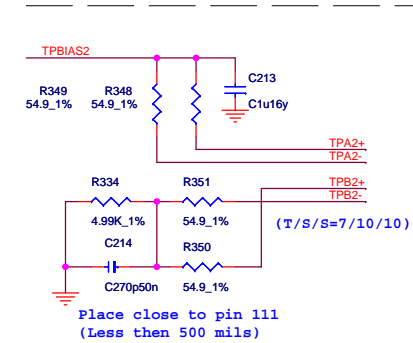 TPBIAS2
C213
R349
R348
54.9_1%
54.9_1%
C1u16y
TPA2+
TPA2-
R334
R351
TPB2+
TPB2-
4.99K_1%
54.9_1%
(T/S/S=7/10/10)
C214
R350
C270p50n
54.9_1%
Place close to pin 111
(Less then 500 mils)